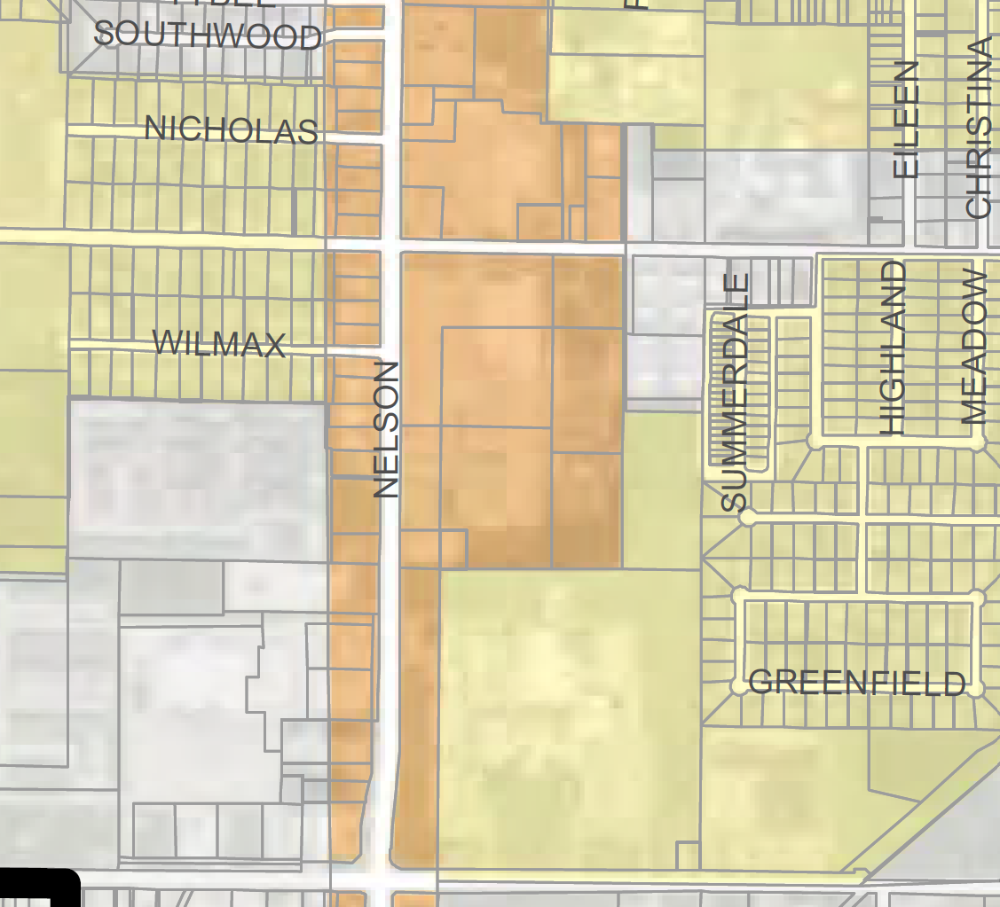 SOUTHWOOD
NICHOLAS
EILEEN
CHRISTINA
WILMAX
NELSON
SUMMERDALE
HIGHLAND
MEADOW
GREENFIELD